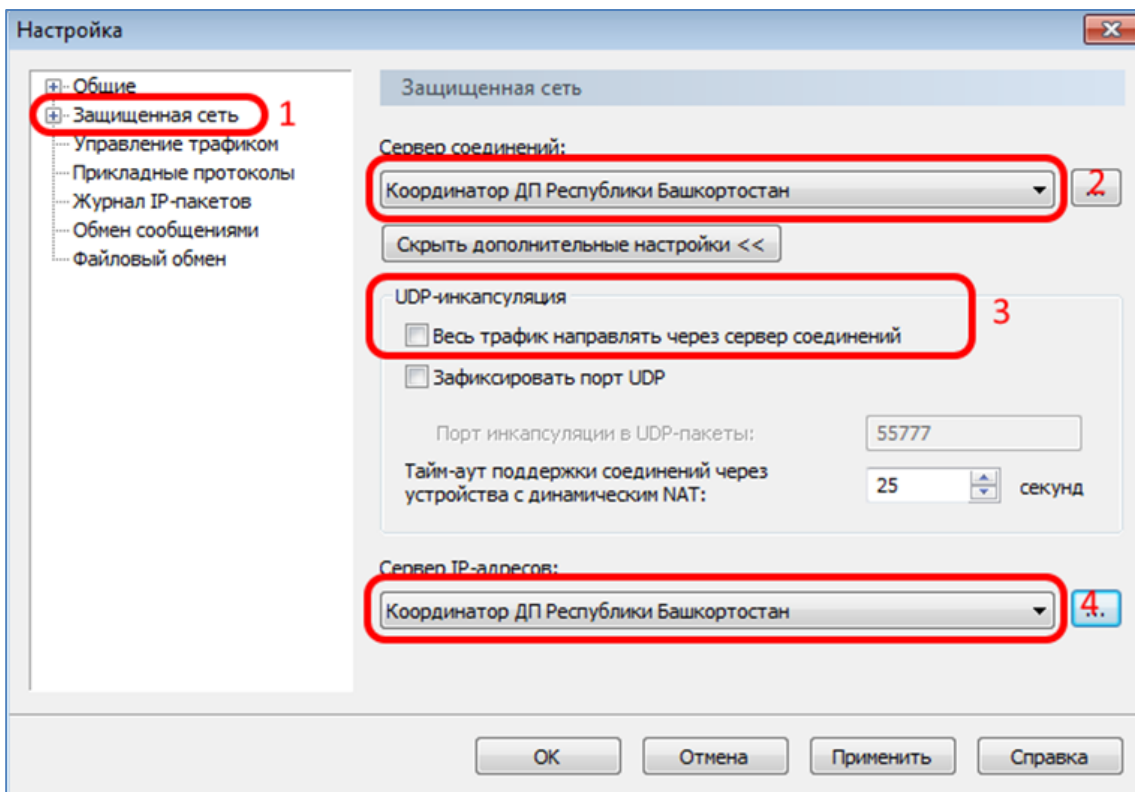 Настройка
Общие
Защищенная сеть 1
Управление трафиком
Прикладные протоколы
Журнал IP-пакетов
Обмен сообщениями
Файловый обмен
Защищенная сеть
Сервер соединений:
Координатор ДП Республики Башкортостан 2
Скрыть дополнительные настройки <<
UDP-инкапсуляция
3
Весь трафик направлять через сервер соединений
Зафиксировать порт UDP
Порт инкапсуляции в UDP-пакеты: 55777
Тайм-аут поддержки соединений через
устройства с динамическим NAT: 25 секунд
Сервер IP-адресов:
Координатор ДП Республики Башкортостан 4
OK Отмена Применить Справка